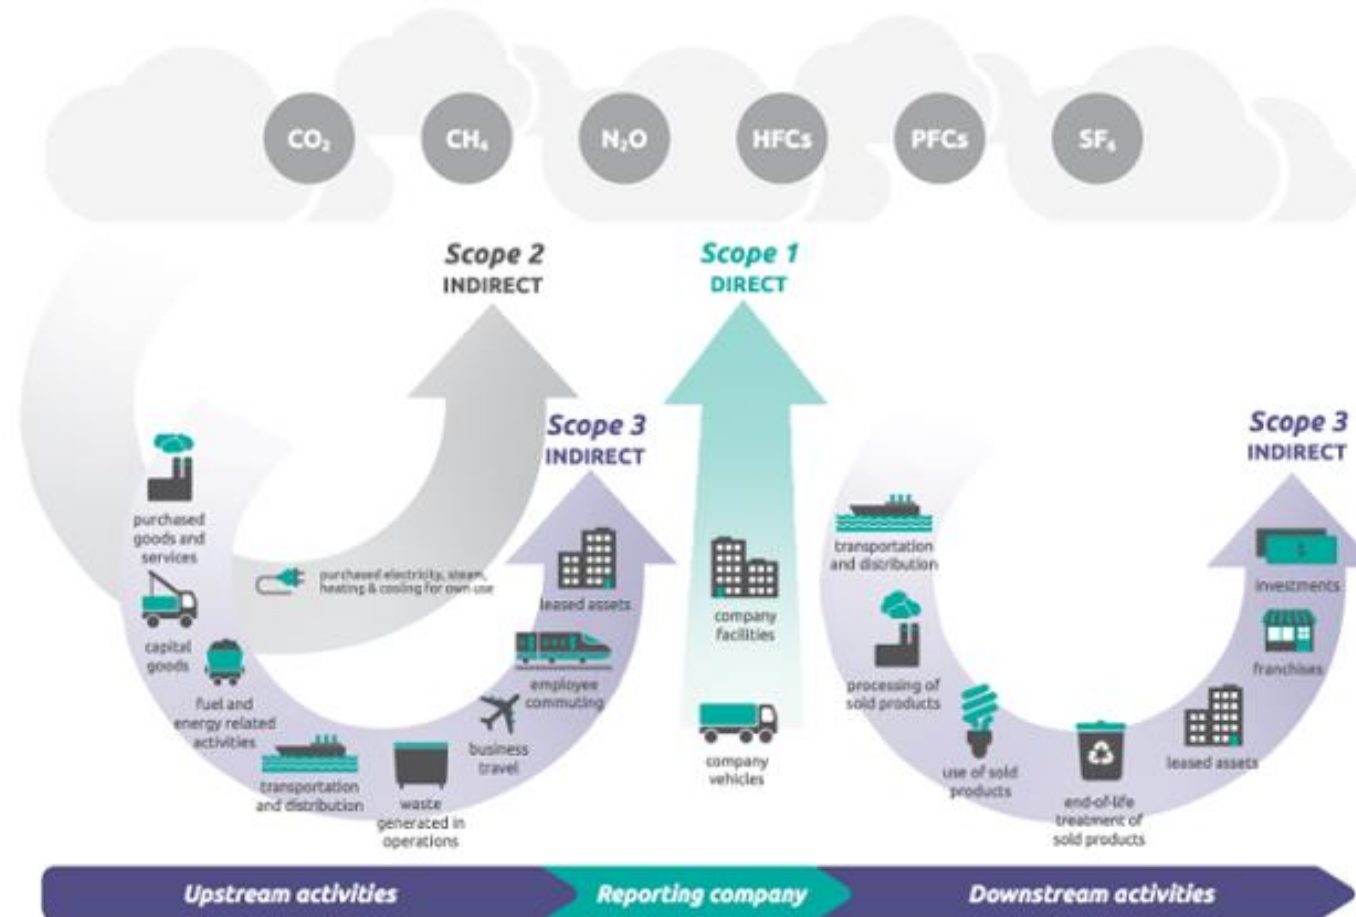 CO₂
CH₄
N₂O
HFCs
PFCs
SF₆
Scope 2
INDIRECT
Scope 1
DIRECT
Scope 3
INDIRECT
Scope 3
INDIRECT
purchased
goods and
services
capital
goods
fuel and
energy related
activities
transportation
and distribution
waste
generated in
operations
business
travel
employee
commuting
leased assets
purchased electricity, steam,
heating & cooling for own use
company
facilities
company
vehicles
transportation
and distribution
processing of
sold products
use of sold
products
end-of-life
treatment of
sold products
leased assets
franchises
investments
$
Upstream activities
Reporting company
Downstream activities